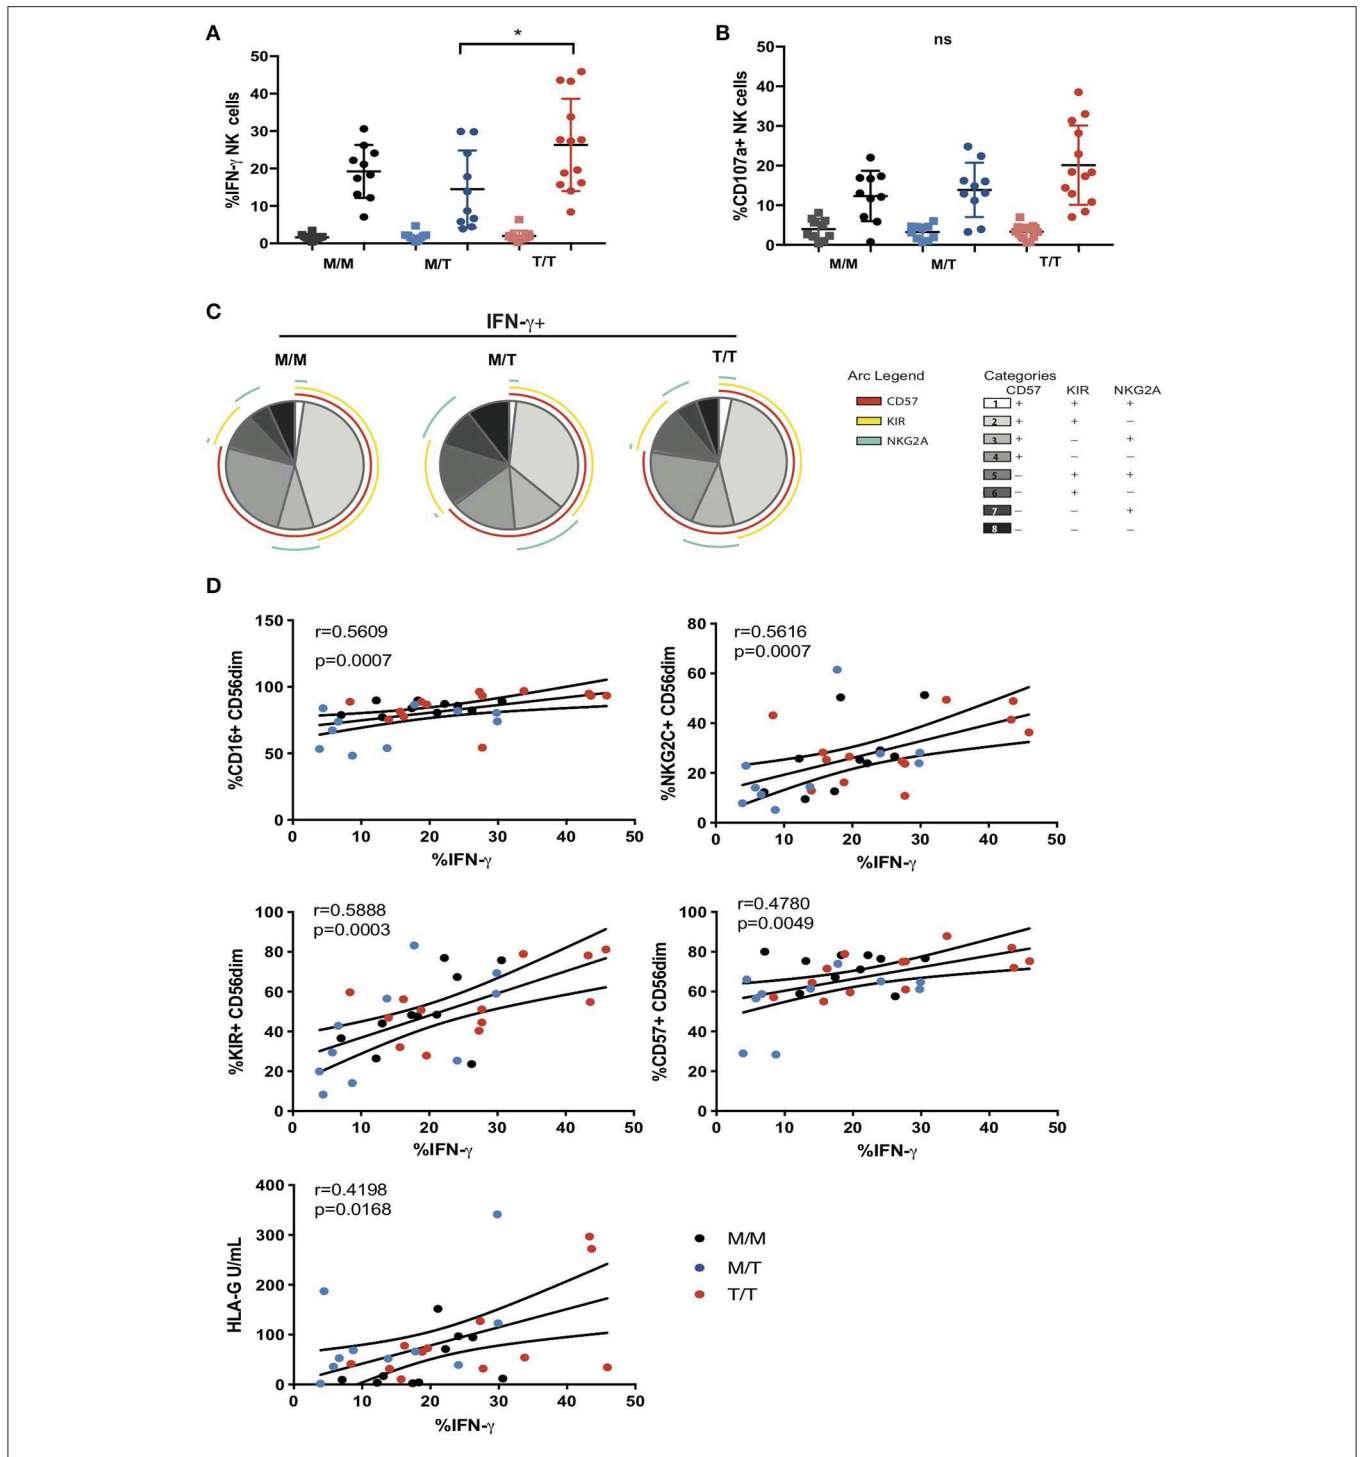 A
*
%IFN-γ NK cells
50
40
30
20
10
0
M/M
M/T
T/T
B
ns
%CD107a+ NK cells
50
40
30
20
10
0
M/M
M/T
T/T
C
IFN-γ+
M/M
M/T
T/T
Arc Legend
CD57
KIR
NKG2A
Categories
CD57 KIR NKG2A
1 + + +
2 + + –
3 + – +
4 + – –
5 – + +
6 – + –
7 – – +
8 – – –
D
r=0.5609
p=0.0007
%CD16+ CD56dim
150
100
50
0
0 10 20 30 40 50
%IFN-γ
r=0.5616
p=0.0007
%NKG2C+ CD56dim
80
60
40
20
0
0 10 20 30 40 50
%IFN-γ
r=0.5888
p=0.0003
%KIR+ CD56dim
100
80
60
40
20
0
0 10 20 30 40 50
%IFN-γ
r=0.4780
p=0.0049
%CD57+ CD56dim
100
80
60
40
20
0
0 10 20 30 40 50
%IFN-γ
r=0.4198
p=0.0168
HLA-G U/mL
400
300
200
100
0
0 10 20 30 40 50
%IFN-γ
M/M
M/T
T/T